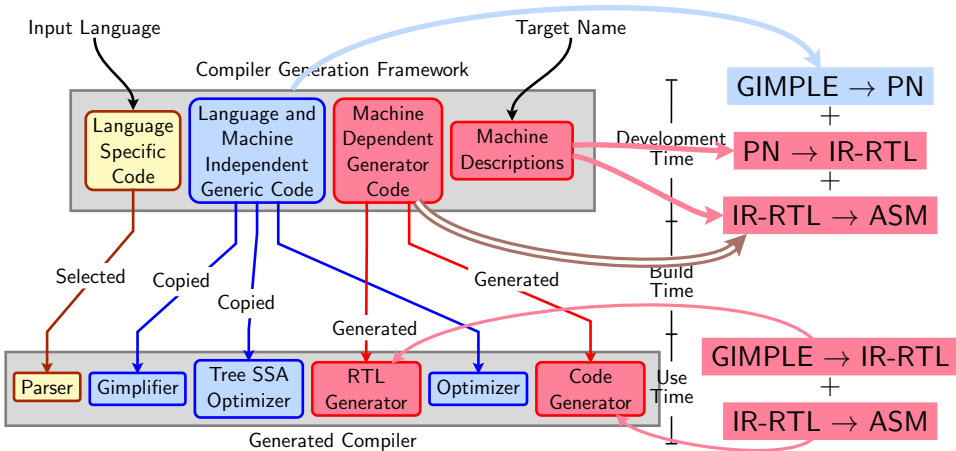 Input Language
Target Name
Compiler Generation Framework
Language
Specific
Code
Language and
Machine
Independent
Generic Code
Machine
Dependent
Generator
Code
Machine
Descriptions
Development
Time
GIMPLE → PN
+
PN → IR-RTL
+
IR-RTL → ASM
Selected
Copied
Copied
Generated
Generated
Build
Time
Parser
Gimplifier
Tree SSA
Optimizer
RTL
Generator
Optimizer
Code
Generator
Use
Time
GIMPLE → IR-RTL
+
IR-RTL → ASM
Generated Compiler